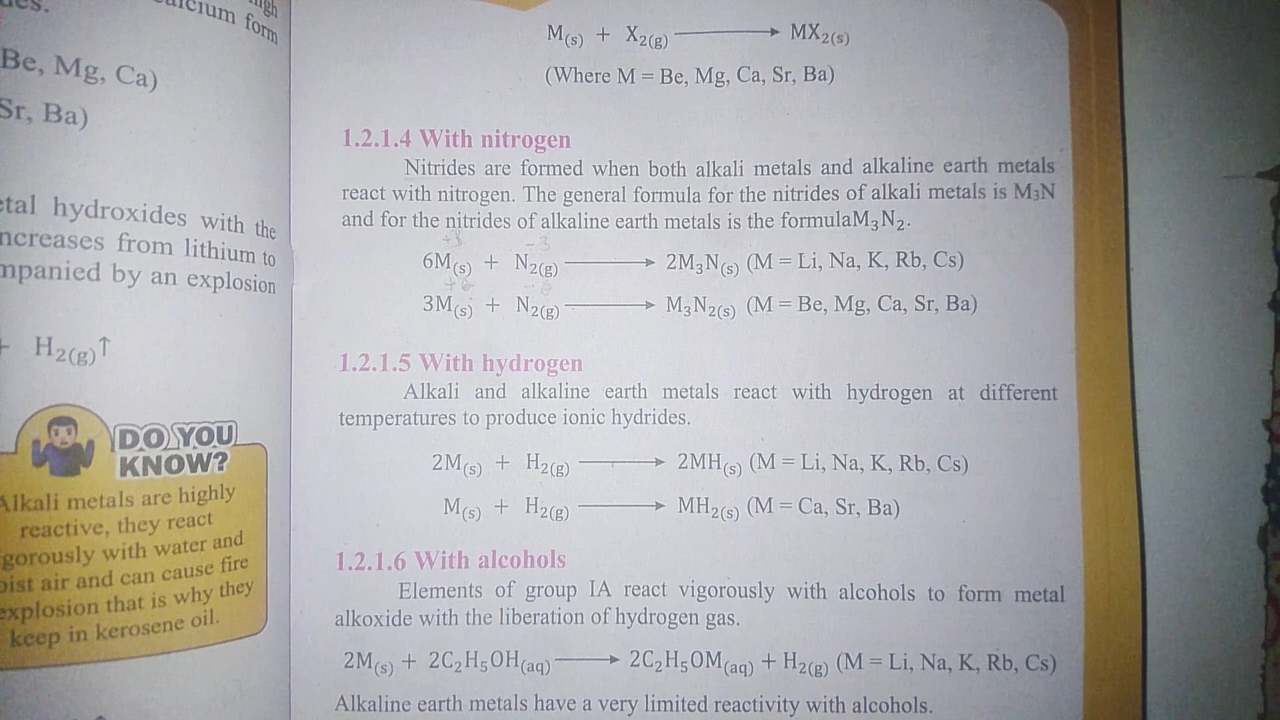 calcium form
Be, Mg, Ca)
Sr, Ba)
hydroxides with the
from lithium to
by an explosion
+ H₂(g)↑
DO YOU
KNOW?
Alkali metals are highly
reactive, they react
with water and
air and can cause fire
explosion that is why they
keep in kerosene oil.
M(s) + X₂(g) ⟶ MX₂(s)
(Where M = Be, Mg, Ca, Sr, Ba)
1.2.1.4 With nitrogen
Nitrides are formed when both alkali metals and alkaline earth metals
react with nitrogen. The general formula for the nitrides of alkali metals is M₃N
and for the nitrides of alkaline earth metals is the formulaM₃N₂.
6M(s) + N₂(g) ⟶ 2M₃N(s) (M = Li, Na, K, Rb, Cs)
3M(s) + N₂(g) ⟶ M₃N₂(s) (M = Be, Mg, Ca, Sr, Ba)
1.2.1.5 With hydrogen
Alkali and alkaline earth metals react with hydrogen at different
temperatures to produce ionic hydrides.
2M(s) + H₂(g) ⟶ 2MH(s) (M = Li, Na, K, Rb, Cs)
M(s) + H₂(g) ⟶ MH₂(s) (M = Ca, Sr, Ba)
1.2.1.6 With alcohols
Elements of group IA react vigorously with alcohols to form metal
alkoxide with the liberation of hydrogen gas.
2M(s) + 2C₂H₅OH(aq) ⟶ 2C₂H₅OM(aq) + H₂(g) (M = Li, Na, K, Rb, Cs)
Alkaline earth metals have a very limited reactivity with alcohols.